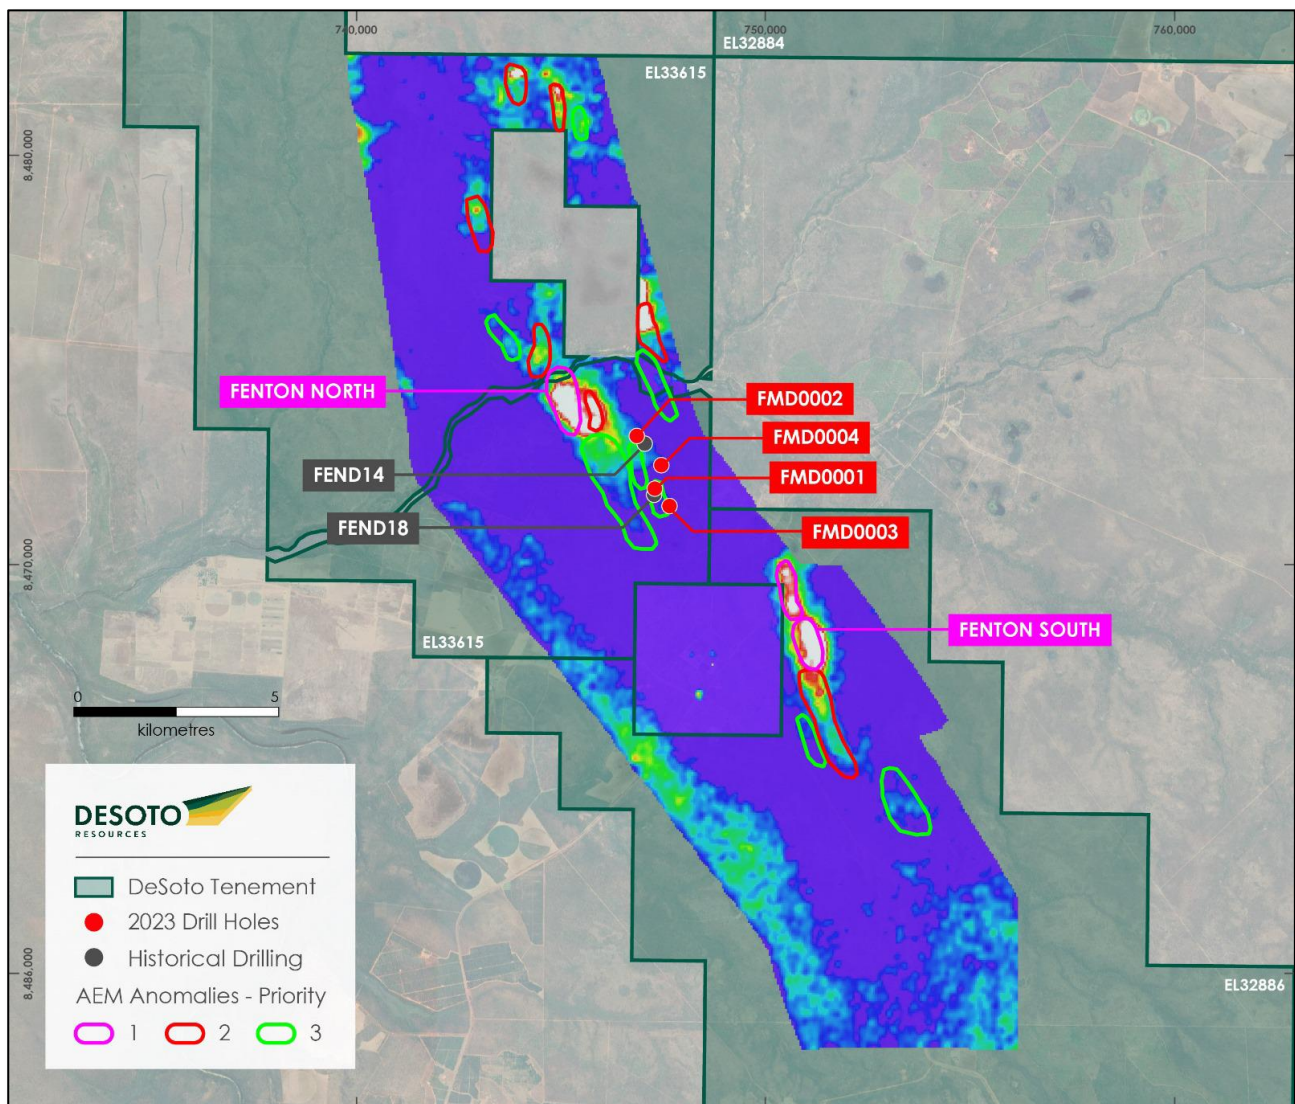 740,000
750,000
760,000
EL32884
EL33615
8,480,000
FENTON NORTH
FMD0002
FMD0004
FEND14
FMD0001
FEND18
FMD0003
8,470,000
FENTON SOUTH
EL33615
0 5
kilometres
DESOTO
RESOURCES
DeSoto Tenement
2023 Drill Holes
Historical Drilling
AEM Anomalies - Priority
1 2 3
8,486,000
EL32886